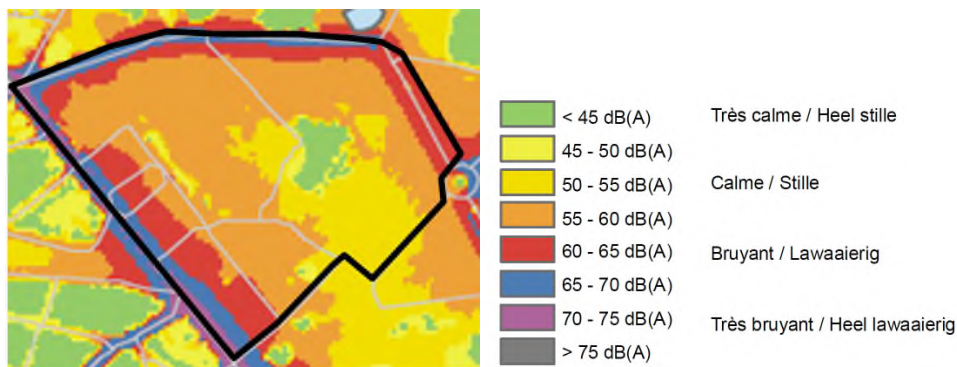 < 45 dB(A) Très calme / Heel stille
45 - 50 dB(A)
50 - 55 dB(A) Calme / Stille
55 - 60 dB(A)
60 - 65 dB(A) Bruyant / Lawaaierig
65 - 70 dB(A)
70 - 75 dB(A) Très bruyant / Heel lawaaierig
> 75 dB(A)